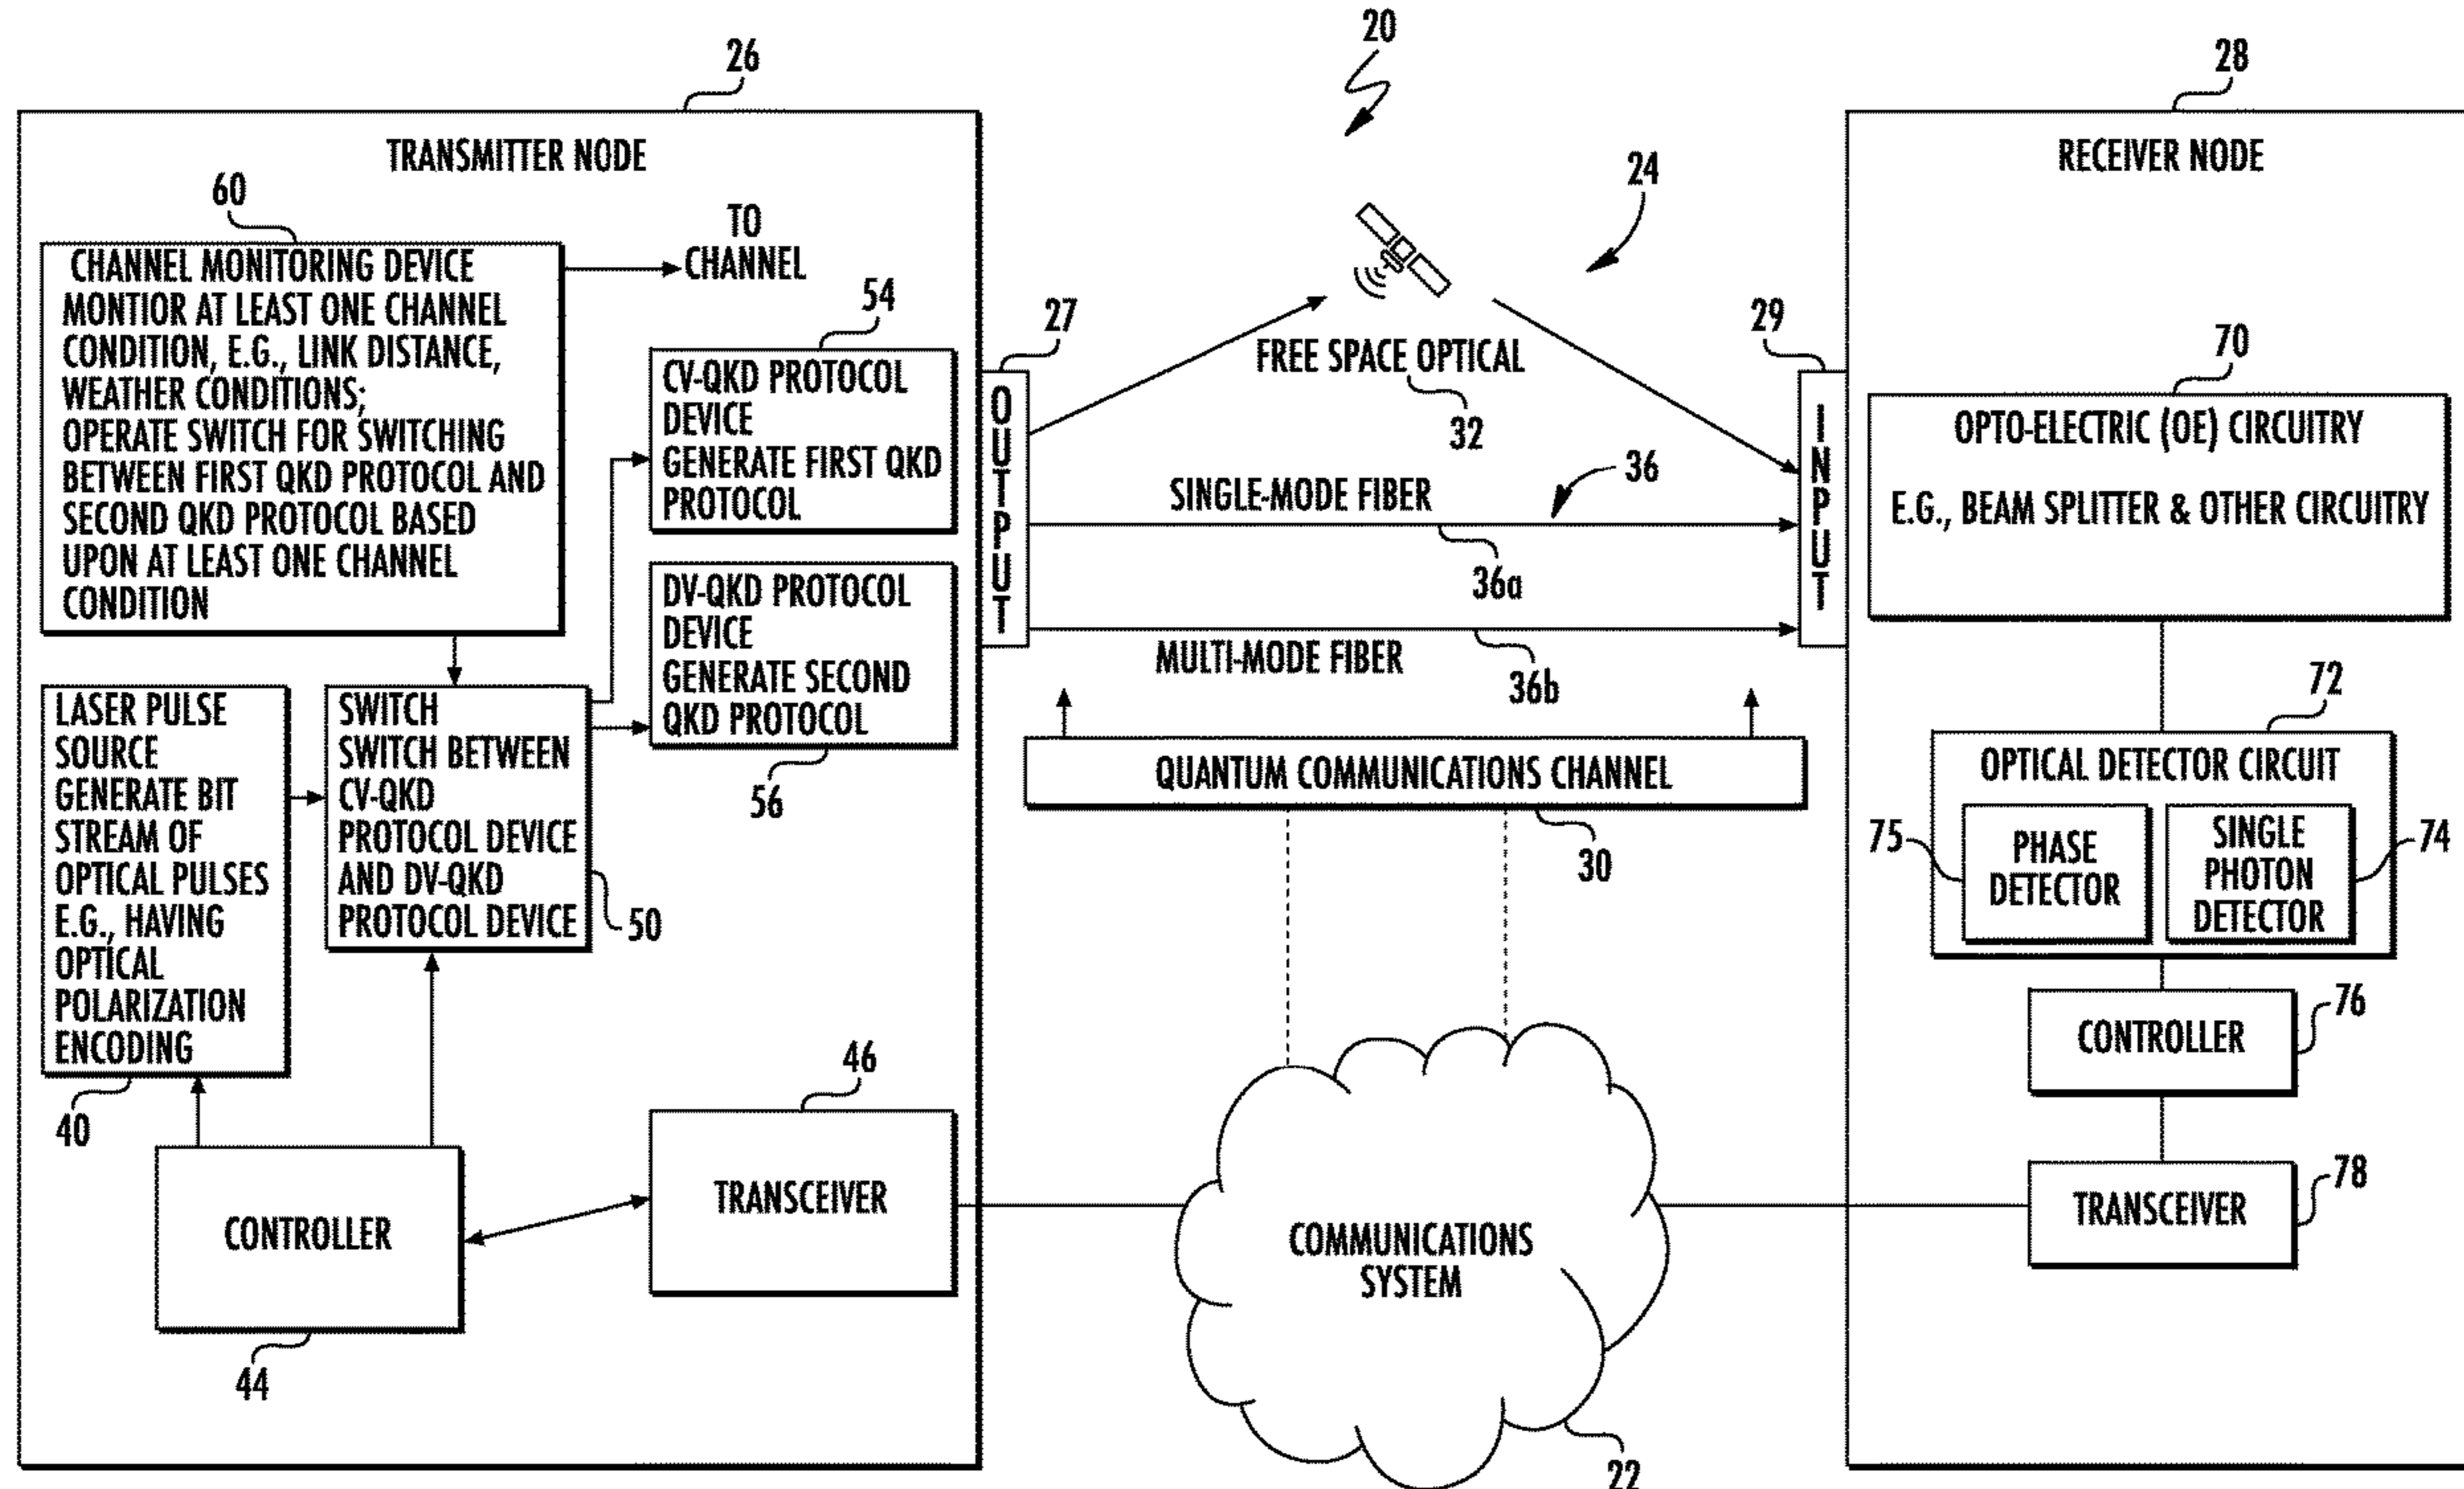 20
26
28
TRANSMITTER NODE
RECEIVER NODE
60
24
TO
CHANNEL
CHANNEL MONITORING DEVICE
MONTIOR AT LEAST ONE CHANNEL
CONDITION, E.G., LINK DISTANCE,
WEATHER CONDITIONS;
OPERATE SWITCH FOR SWITCHING
BETWEEN FIRST QKD PROTOCOL AND
SECOND QKD PROTOCOL BASED
UPON AT LEAST ONE CHANNEL
CONDITION
54
CV-QKD PROTOCOL
DEVICE
GENERATE FIRST QKD
PROTOCOL
DV-QKD PROTOCOL
DEVICE
GENERATE SECOND
QKD PROTOCOL
56
LASER PULSE
SOURCE
GENERATE BIT
STREAM OF
OPTICAL PULSES
E.G., HAVING
OPTICAL
POLARIZATION
ENCODING
40
SWITCH
SWITCH BETWEEN
CV-QKD
PROTOCOL DEVICE
AND DV-QKD
PROTOCOL DEVICE
50
CONTROLLER
44
46
TRANSCEIVER
27
OUTPUT
FREE SPACE OPTICAL
32
SINGLE-MODE FIBER
36
36a
MULTI-MODE FIBER
36b
29
INPUT
QUANTUM COMMUNICATIONS CHANNEL
30
COMMUNICATIONS
SYSTEM
22
70
OPTO-ELECTRIC (OE) CIRCUITRY
E.G., BEAM SPLITTER & OTHER CIRCUITRY
72
OPTICAL DETECTOR CIRCUIT
75
PHASE
DETECTOR
SINGLE
PHOTON
DETECTOR
74
CONTROLLER
76
TRANSCEIVER
78